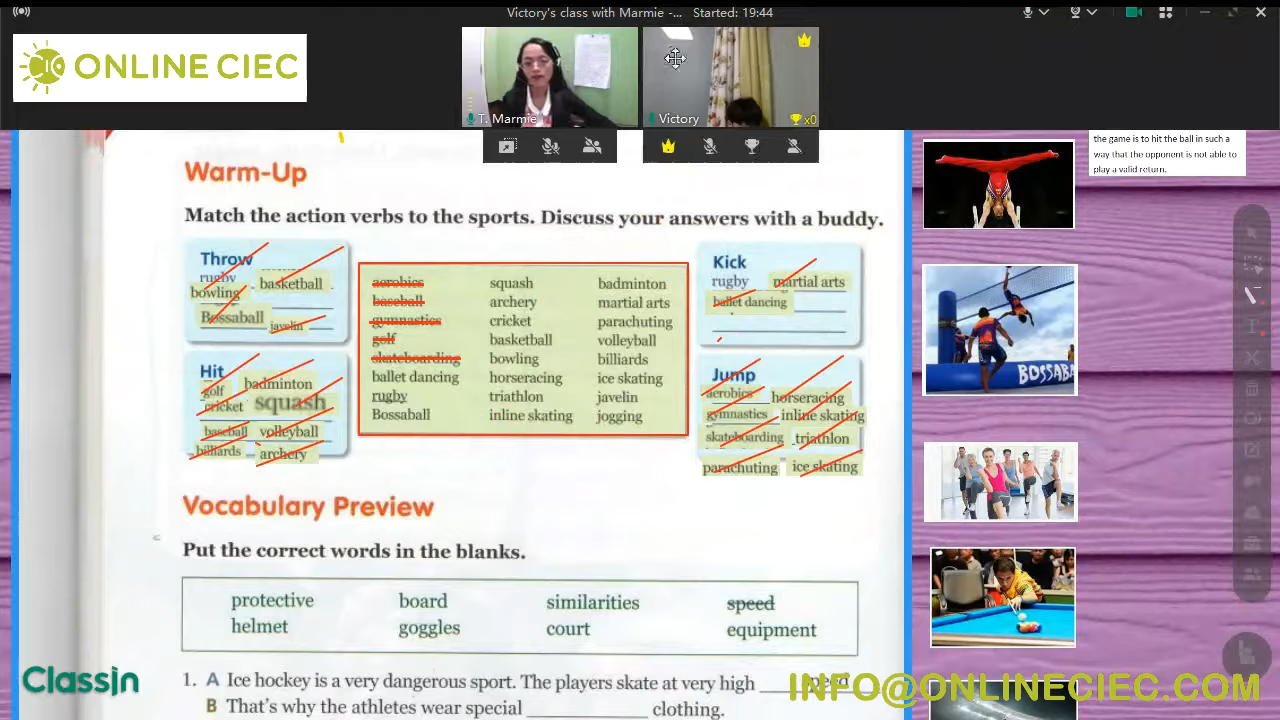 Victory's class with Marmie -... Started: 19:44
ONLINE CIEC
T. Marmie
Victory
x0
the game is to hit the ball in such a
way that the opponent is not able to
play a valid return.
Warm-Up
Match the action verbs to the sports. Discuss your answers with a buddy.
Throw
rugby
bowling
basketball
Bossaball
javelin
Hit
golf
badminton
cricket
squash
baseball
volleyball
billiards
archery
aerobics squash badminton
baseball archery martial arts
gymnastics cricket parachuting
golf basketball volleyball
skateboarding bowling billiards
ballet dancing horseracing ice skating
rugby triathlon javelin
Bossaball inline skating jogging
Kick
rugby martial arts
ballet dancing
Jump
aerobics horseracing
gymnastics inline skating
skateboarding triathlon
parachuting ice skating
BOSSABA
Vocabulary Preview
Put the correct words in the blanks.
protective board similarities speed
helmet goggles court equipment
1. A Ice hockey is a very dangerous sport. The players skate at very high speed
B That's why the athletes wear special ____________ clothing.
ClassIn
INFO@ONLINECIEC.COM